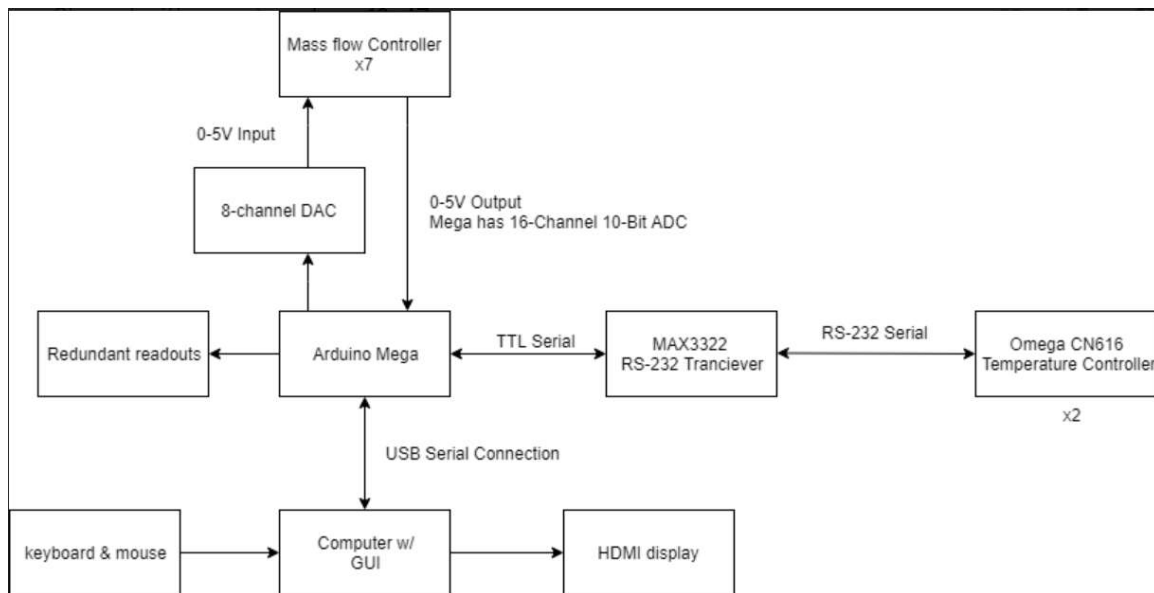 Mass flow Controller
x7
0-5V Input
8-channel DAC
0-5V Output
Mega has 16-Channel 10-Bit ADC
Redundant readouts
Arduino Mega
TTL Serial
MAX3322
RS-232 Tranciever
RS-232 Serial
Omega CN616
Temperature Controller
x2
USB Serial Connection
keyboard & mouse
Computer w/
GUI
HDMI display